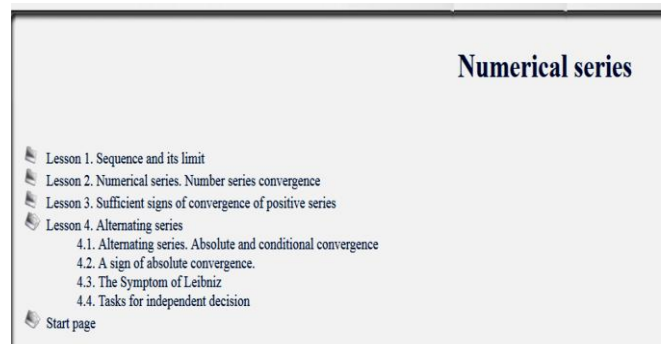 Numerical series
Lesson 1. Sequence and its limit
Lesson 2. Numerical series. Number series convergence
Lesson 3. Sufficient signs of convergence of positive series
Lesson 4. Alternating series
4.1. Alternating series. Absolute and conditional convergence
4.2. A sign of absolute convergence.
4.3. The Symptom of Leibniz
4.4. Tasks for independent decision
Start page